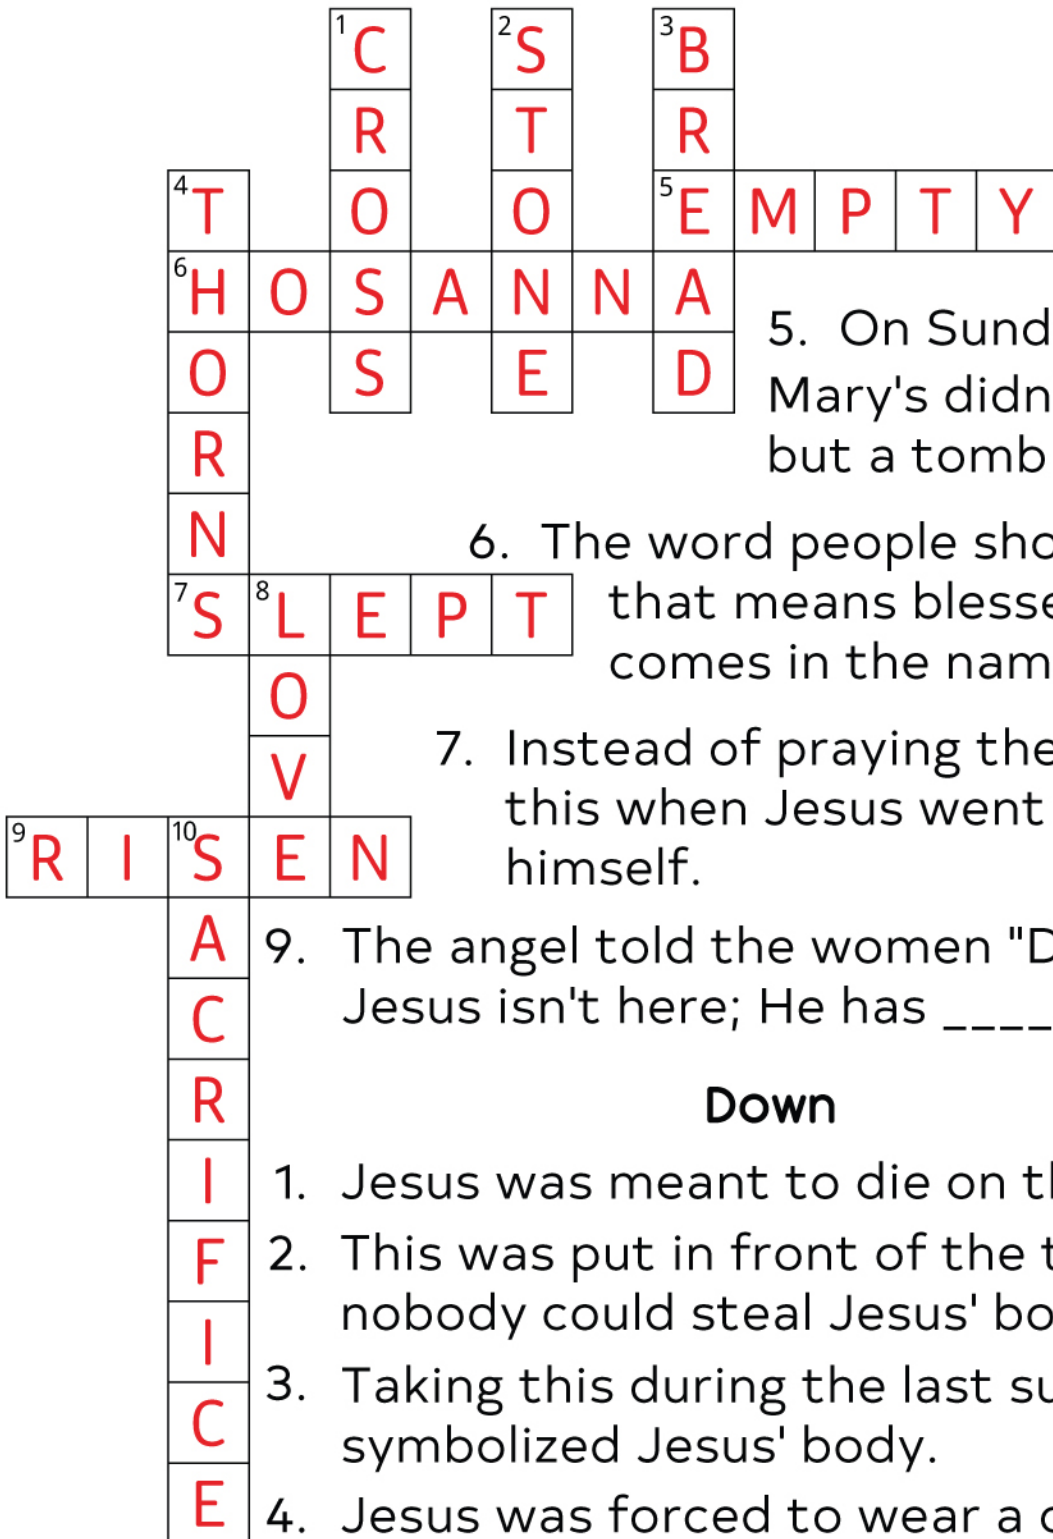 1 C 2 S 3 B
R T R
4 T O O 5 E M P T Y
6 H O S A N N A
O S E D
R
N
7 S 8 L E P T
O
V
9 R I 10 S E N
A
C
R
I
F
I
C
E
5. On Sund
Mary's didn
but a tomb
6. The word people sho
that means blesse
comes in the nam
7. Instead of praying the
this when Jesus went
himself.
9. The angel told the women "D
Jesus isn't here; He has ____
Down
1. Jesus was meant to die on th
2. This was put in front of the t
nobody could steal Jesus' bo
3. Taking this during the last su
symbolized Jesus' body.
4. Jesus was forced to wear a c